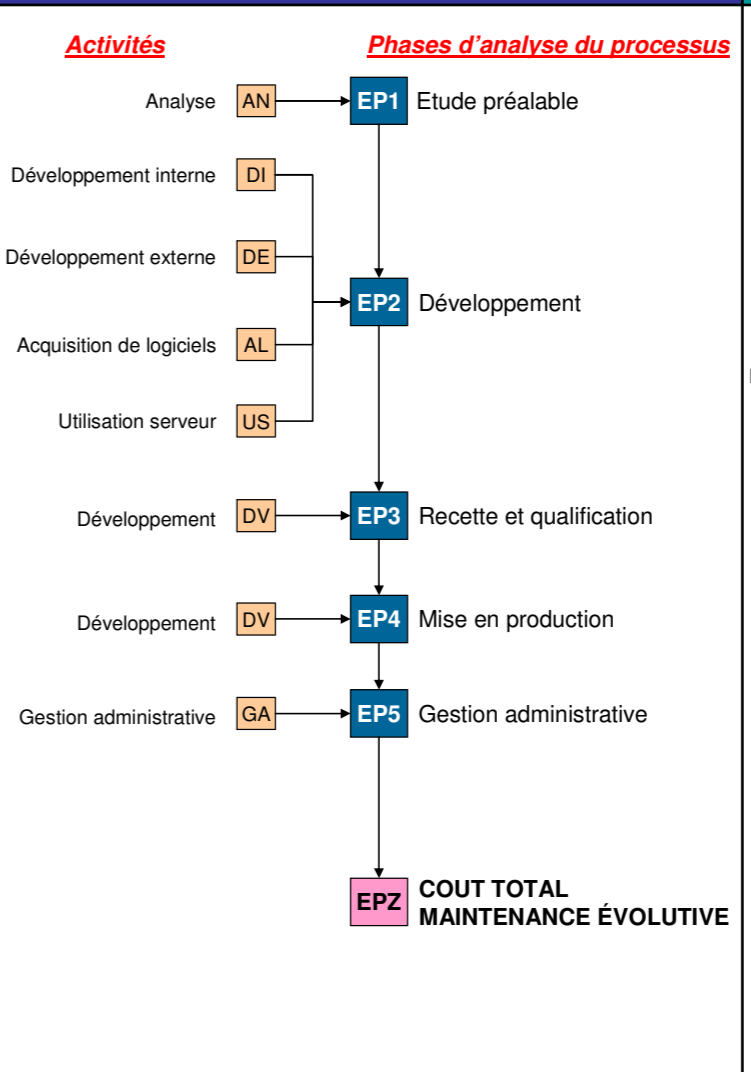 Activités
Phases d'analyse du processus
Analyse AN EP1 Etude préalable
Développement interne DI
Développement externe DE
EP2 Développement
Acquisition de logiciels AL
Utilisation serveur US
Développement DV EP3 Recette et qualification
Développement DV EP4 Mise en production
Gestion administrative GA EP5 Gestion administrative
EPZ COUT TOTAL
MAINTENANCE ÉVOLUTIVE